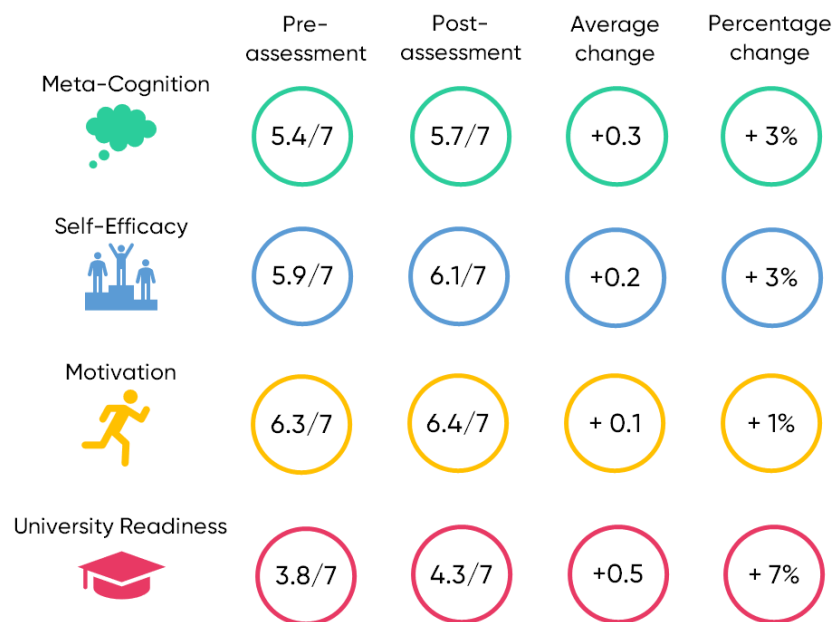 Pre-
assessment
Post-
assessment
Average
change
Percentage
change
Meta-Cognition
5.4/7
5.7/7
+0.3
+ 3%
Self-Efficacy
5.9/7
6.1/7
+0.2
+ 3%
Motivation
6.3/7
6.4/7
+ 0.1
+ 1%
University Readiness
3.8/7
4.3/7
+0.5
+ 7%